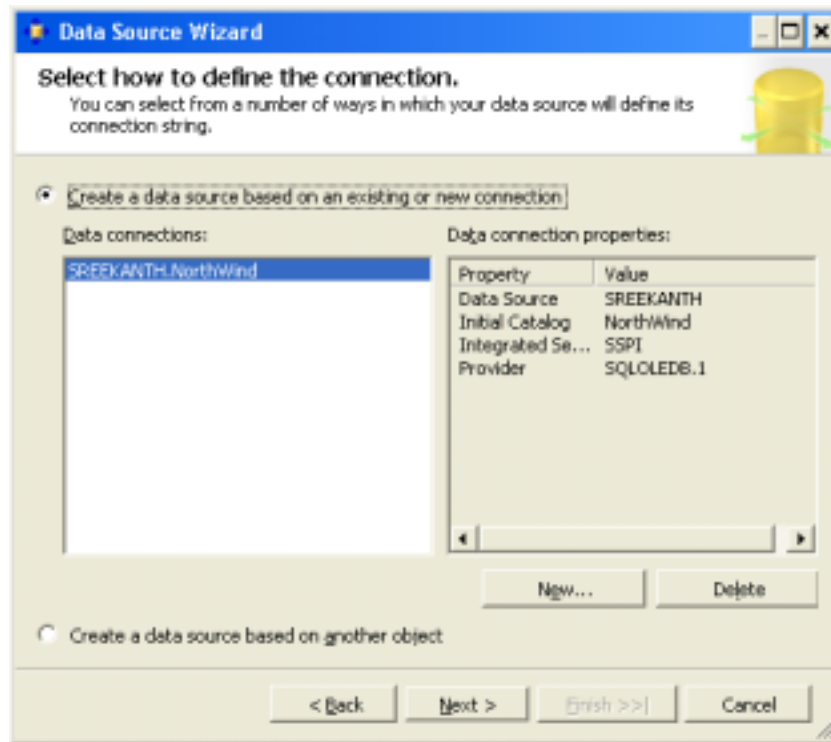 Data Source Wizard
Select how to define the connection.
You can select from a number of ways in which your data source will define its
connection string.
Create a data source based on an existing or new connection
Data connections:
Data connection properties:
SREEKANTH.NorthWind
Property Value
Data Source SREEKANTH
Initial Catalog NorthWind
Integrated Se... SSPI
Provider SQLOLEDB.1
New... Delete
Create a data source based on another object
< Back Next > Finish >>| Cancel